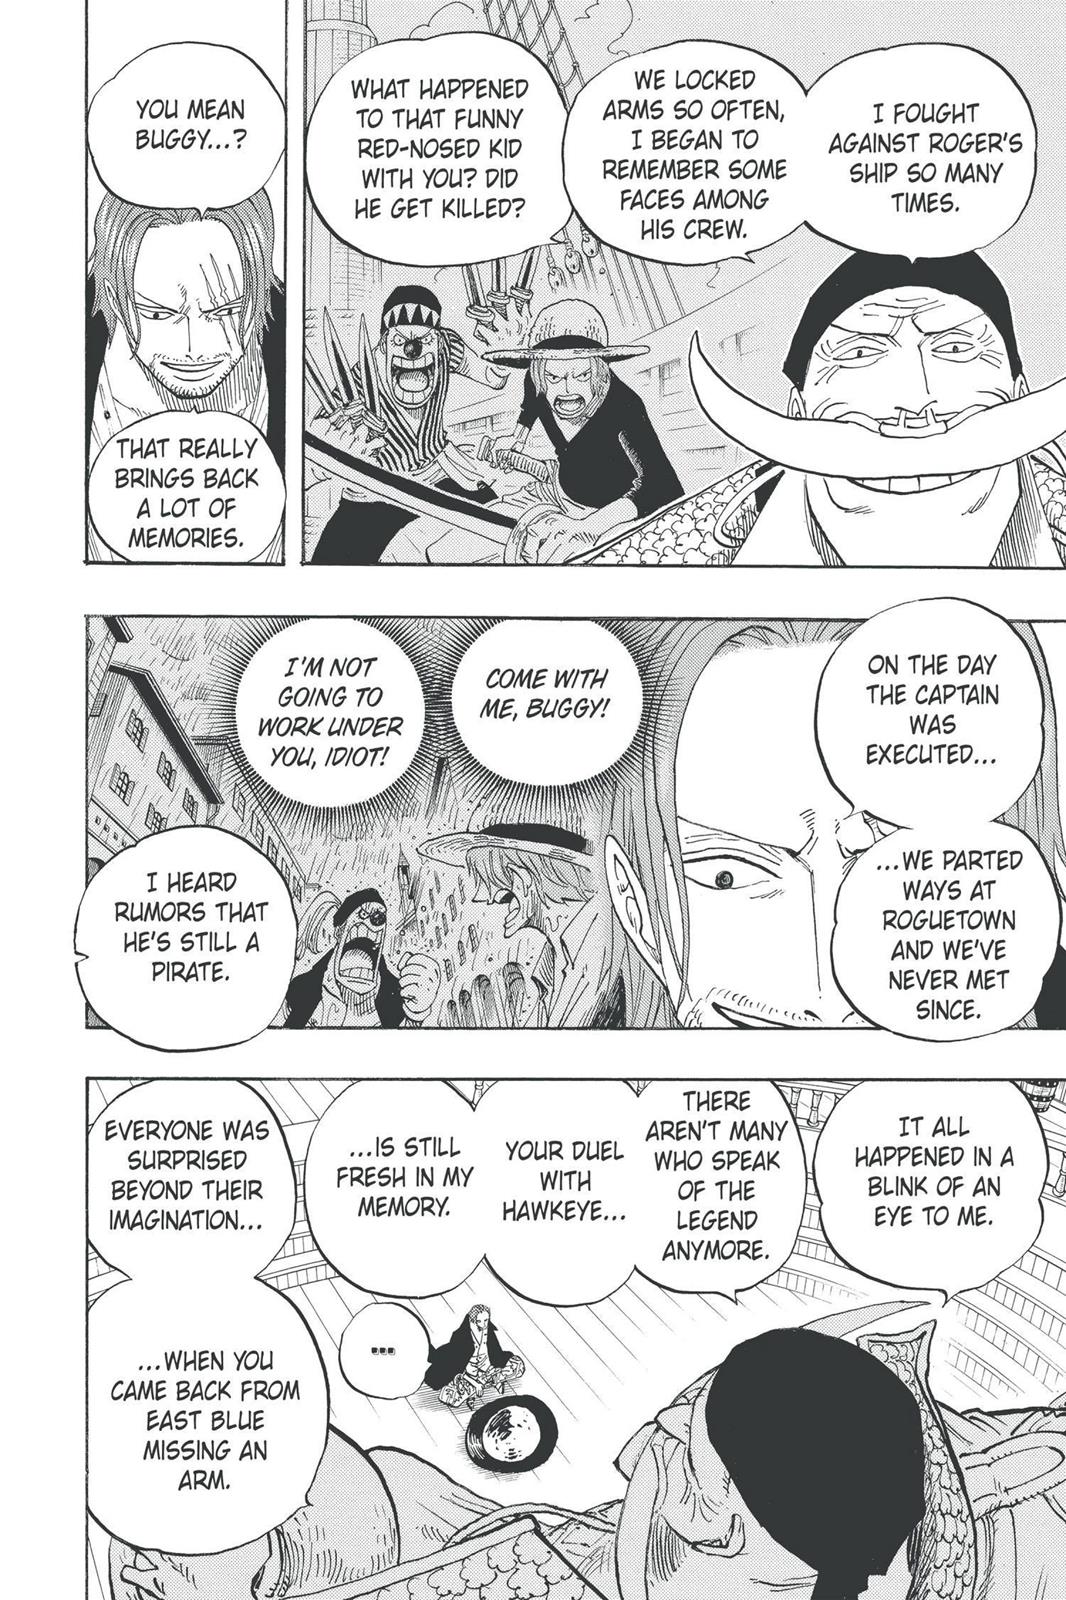 I FOUGHT
AGAINST ROGER'S
SHIP SO MANY
TIMES.
WE LOCKED
ARMS SO OFTEN,
I BEGAN TO
REMEMBER SOME
FACES AMONG
HIS CREW.
WHAT HAPPENED
TO THAT FUNNY
RED-NOSED KID
WITH YOU? DID
HE GET KILLED?
YOU MEAN
BUGGY...?
THAT REALLY
BRINGS BACK
A LOT OF
MEMORIES.
ON THE DAY
THE CAPTAIN
WAS
EXECUTED...
...WE PARTED
WAYS AT
ROGUETOWN
AND WE'VE
NEVER MET
SINCE.
COME WITH
ME, BUGGY!
I'M NOT
GOING TO
WORK UNDER
YOU, IDIOT!
I HEARD
RUMORS THAT
HE'S STILL A
PIRATE.
IT ALL
HAPPENED IN A
BLINK OF AN
EYE TO ME.
THERE
AREN'T MANY
WHO SPEAK
OF THE
LEGEND
ANYMORE.
YOUR DUEL
WITH
HAWKEYE...
...IS STILL
FRESH IN MY
MEMORY.
EVERYONE WAS
SURPRISED
BEYOND THEIR
IMAGINATION...
...WHEN YOU
CAME BACK FROM
EAST BLUE
MISSING AN
ARM.
...